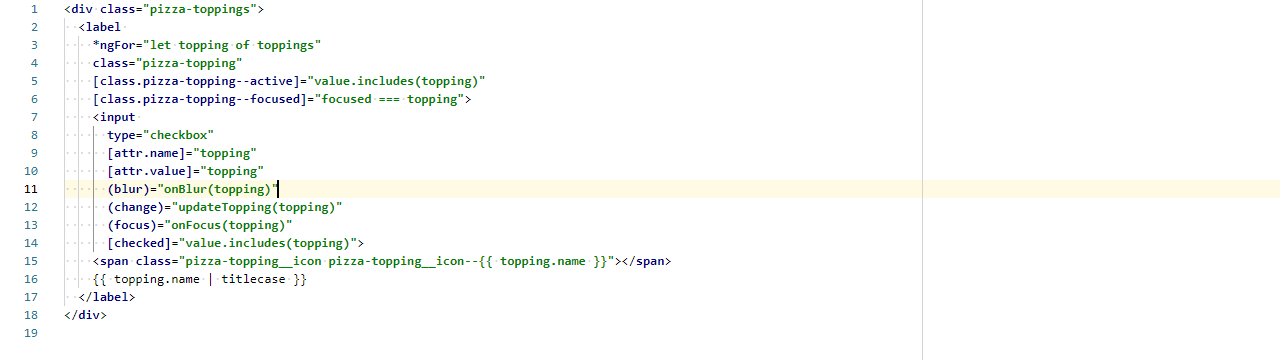 1 <div class="pizza-toppings">
2 <label
3 *ngFor="let topping of toppings"
4 class="pizza-topping"
5 [class.pizza-topping--active]="value.includes(topping)"
6 [class.pizza-topping--focused]="focused === topping">
7 <input
8 type="checkbox"
9 [attr.name]="topping"
10 [attr.value]="topping"
11 (blur)="onBlur(topping)"
12 (change)="updateTopping(topping)"
13 (focus)="onFocus(topping)"
14 [checked]="value.includes(topping)">
15 <span class="pizza-topping__icon pizza-topping__icon--{{ topping.name }}"></span>
16 {{ topping.name | titlecase }}
17 </label>
18 </div>
19